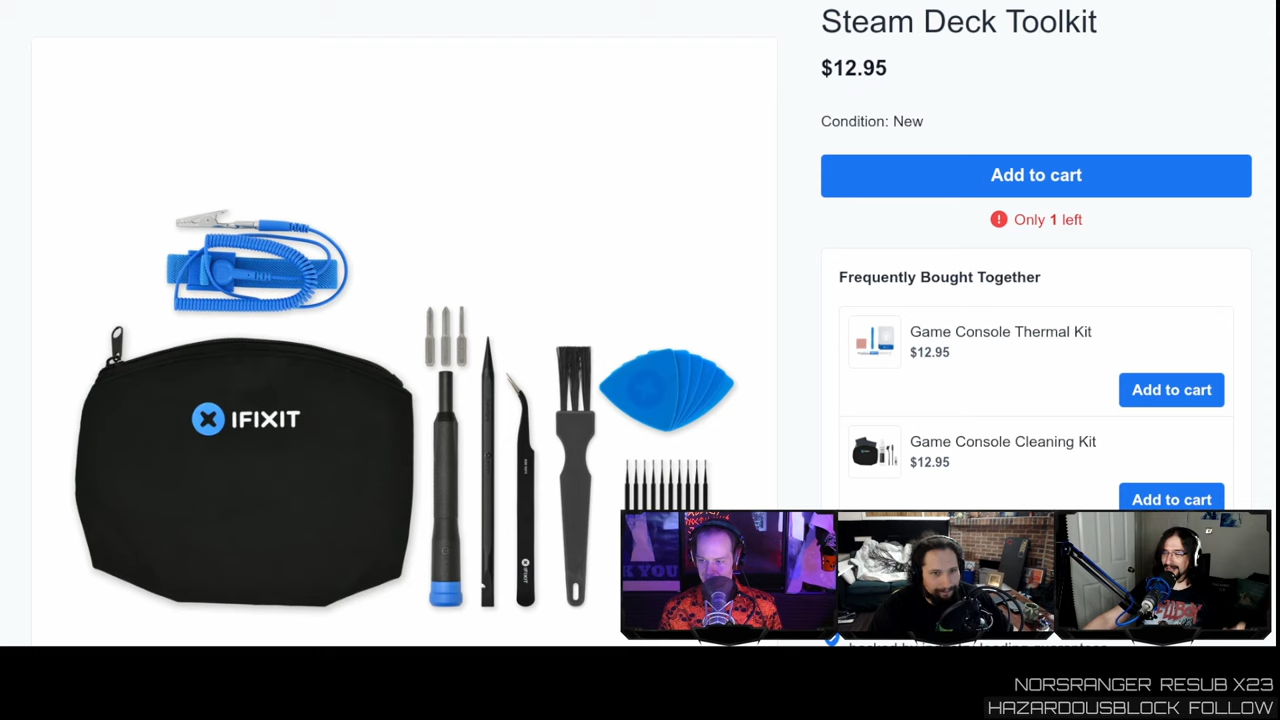 Steam Deck Toolkit
$12.95
Condition: New
Add to cart
Only 1 left
Frequently Bought Together
Game Console Thermal Kit
$12.95
Add to cart
Game Console Cleaning Kit
$12.95
Add to cart
IFIXIT
IFIXIT
K YOU
NORSRANGER RESUB X23
HAZARDOUSBLOCK FOLLOW